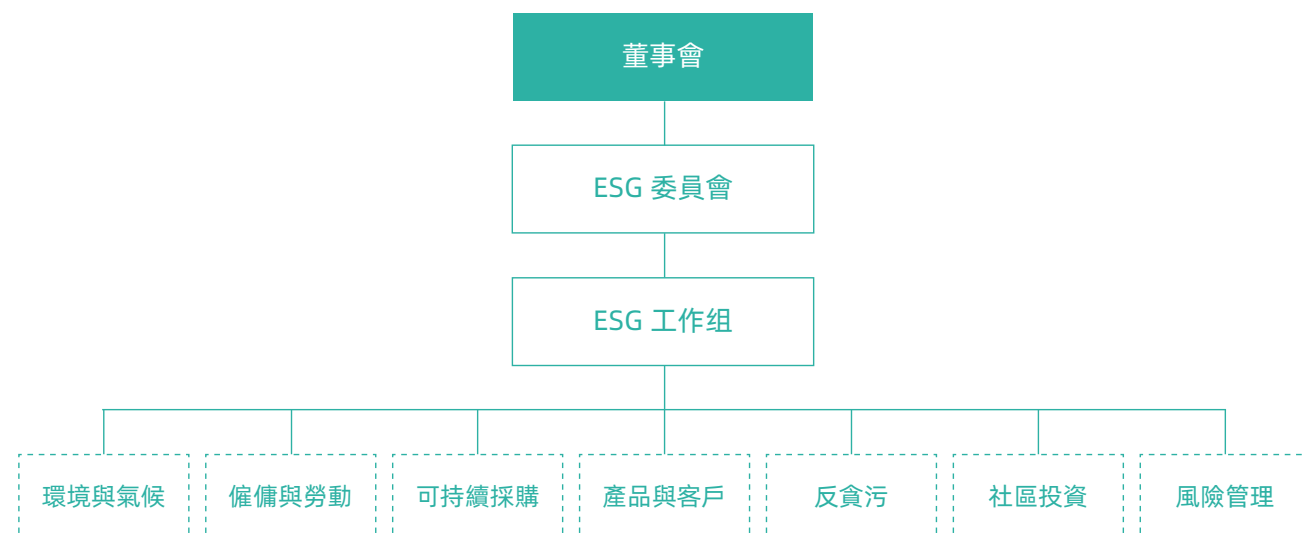 董事會
ESG 委員會
ESG 工作组
環境與氣候
僱傭與勞動
可持續採購
產品與客戶
反貪污
社區投資
風險管理